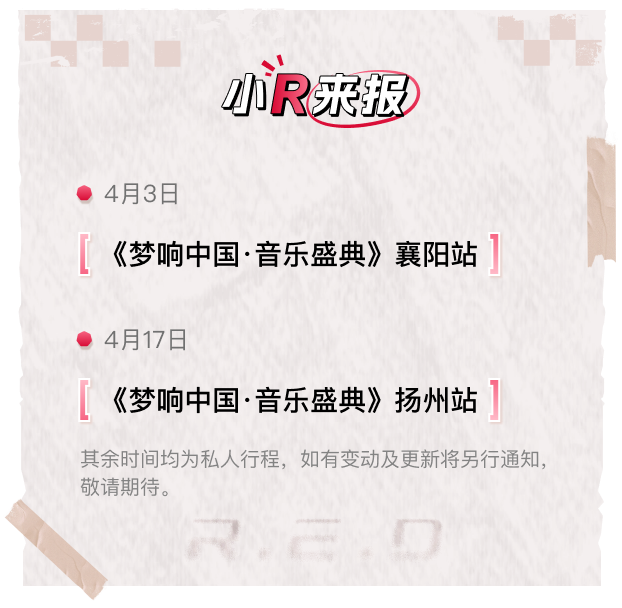 小R来报
4月3日
《梦响中国·音乐盛典》襄阳站
4月17日
《梦响中国·音乐盛典》扬州站
其余时间均为私人行程，如有变动及更新将另行通知，
敬请期待。
R.E.D